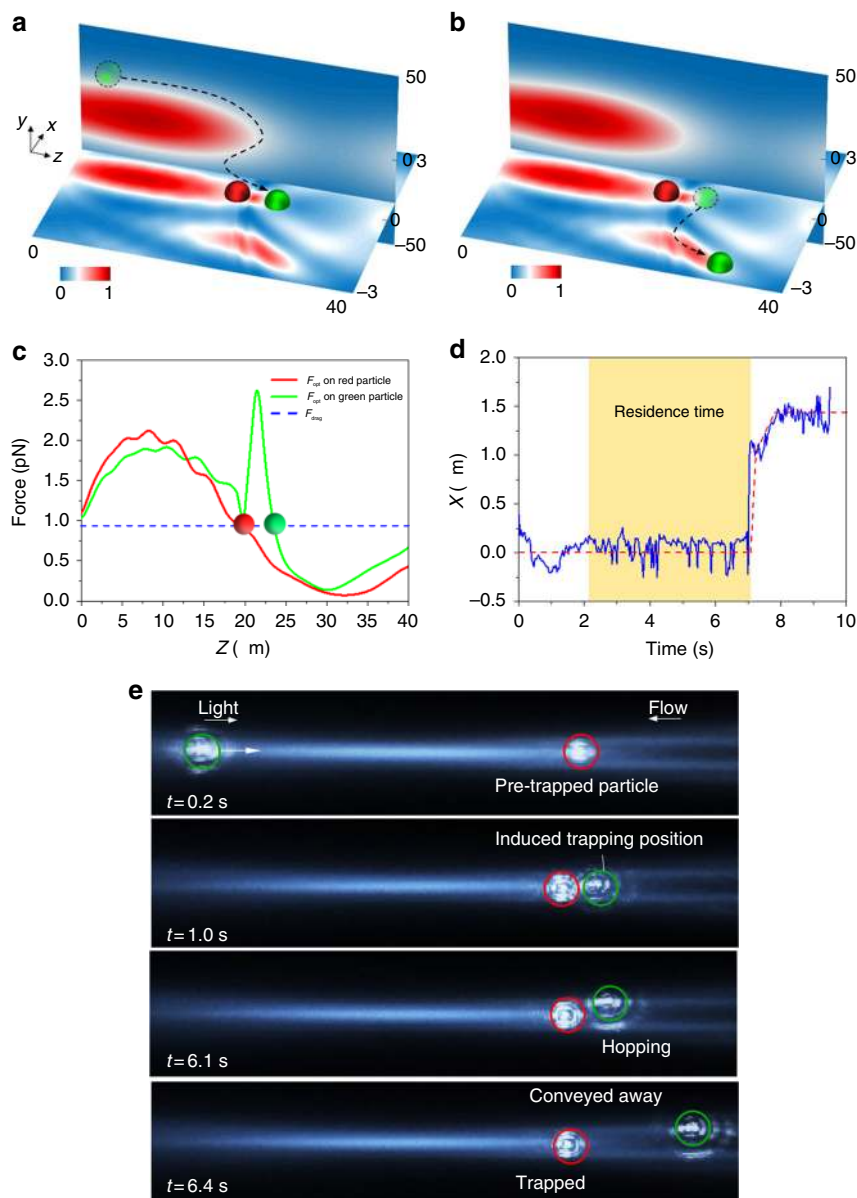 a
b
y
x
z
50
0
3
0
−50
−3
0
40
0
1
50
0
3
0
−50
−3
0
40
0
1
c
3.0
2.5
2.0
1.5
1.0
0.5
0.0
Force (pN)
Fopt on red particle
Fopt on green particle
Fdrag
0 5 10 15 20 25 30 35 40
Z ( m)
d
2.0
1.5
1.0
0.5
0.0
−0.5
X ( m)
Residence time
0 2 4 6 8 10
Time (s)
e
Light
Flow
Pre-trapped particle
t=0.2 s
Induced trapping position
t=1.0 s
Hopping
t=6.1 s
Conveyed away
Trapped
t=6.4 s